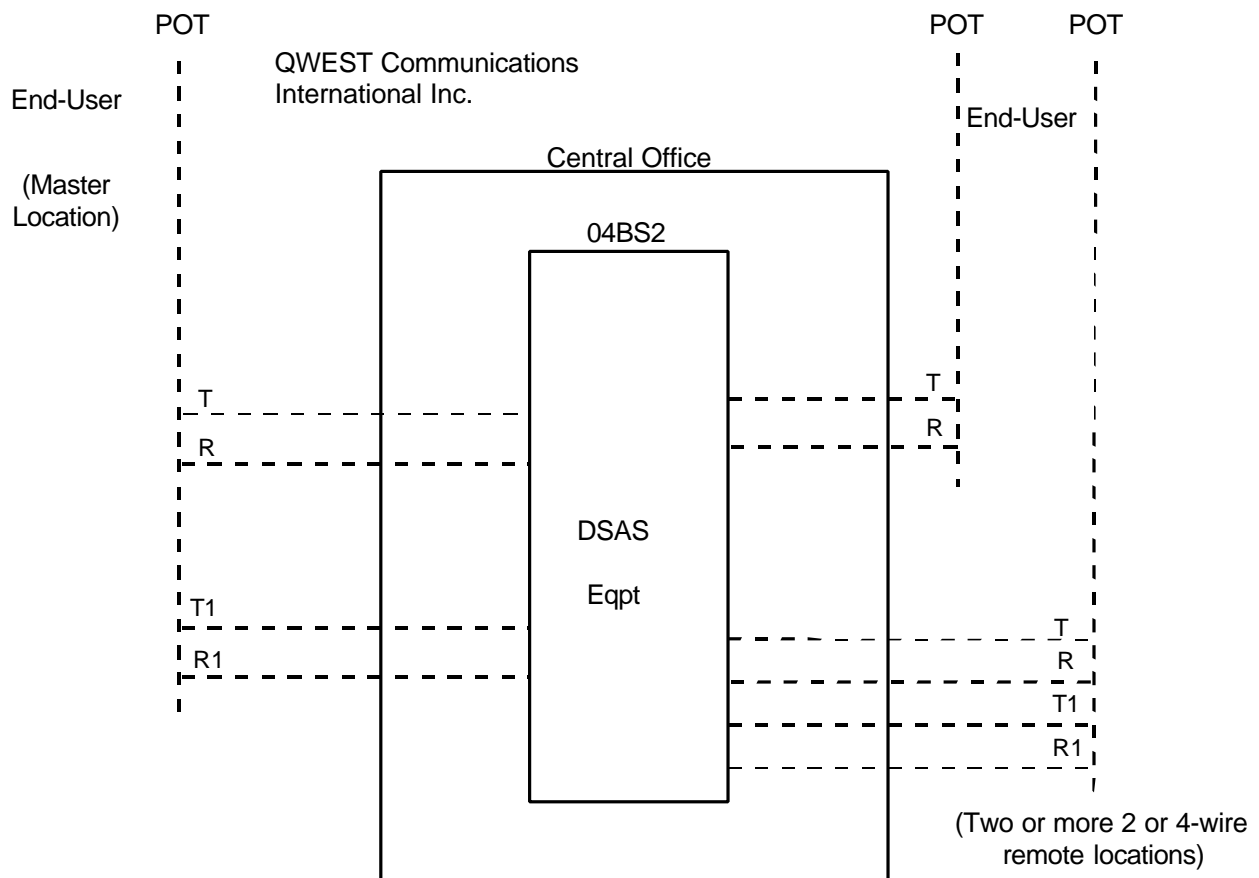 POT
POT
POT
QWEST Communications
International Inc.
End-User
End-User
(Master
Location)
Central Office
04BS2
T
R
T
R
DSAS
Eqpt
T1
R1
T
R
T1
R1
(Two or more 2 or 4-wire
remote locations)